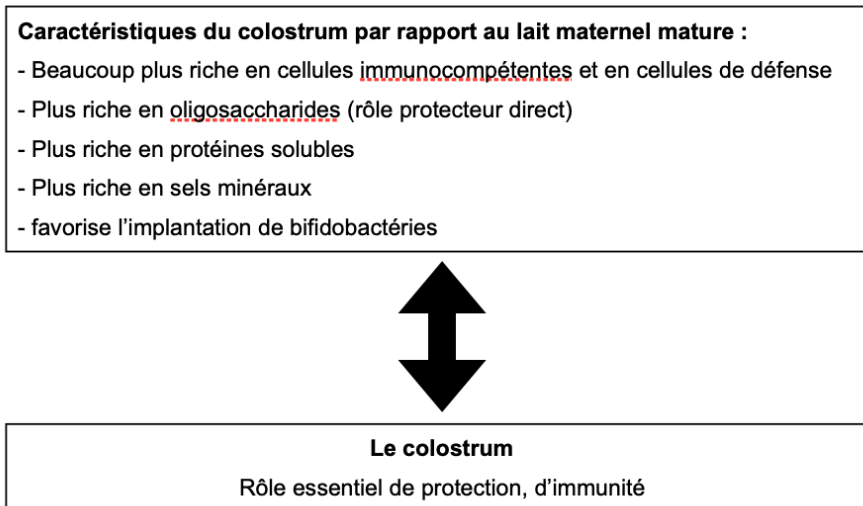 Caractéristiques du colostrum par rapport au lait maternel mature :
- Beaucoup plus riche en cellules immunocompétentes et en cellules de défense
- Plus riche en oligosaccharides (rôle protecteur direct)
- Plus riche en protéines solubles
- Plus riche en sels minéraux
- favorise l’implantation de bifidobactéries
Le colostrum
Rôle essentiel de protection, d’immunité